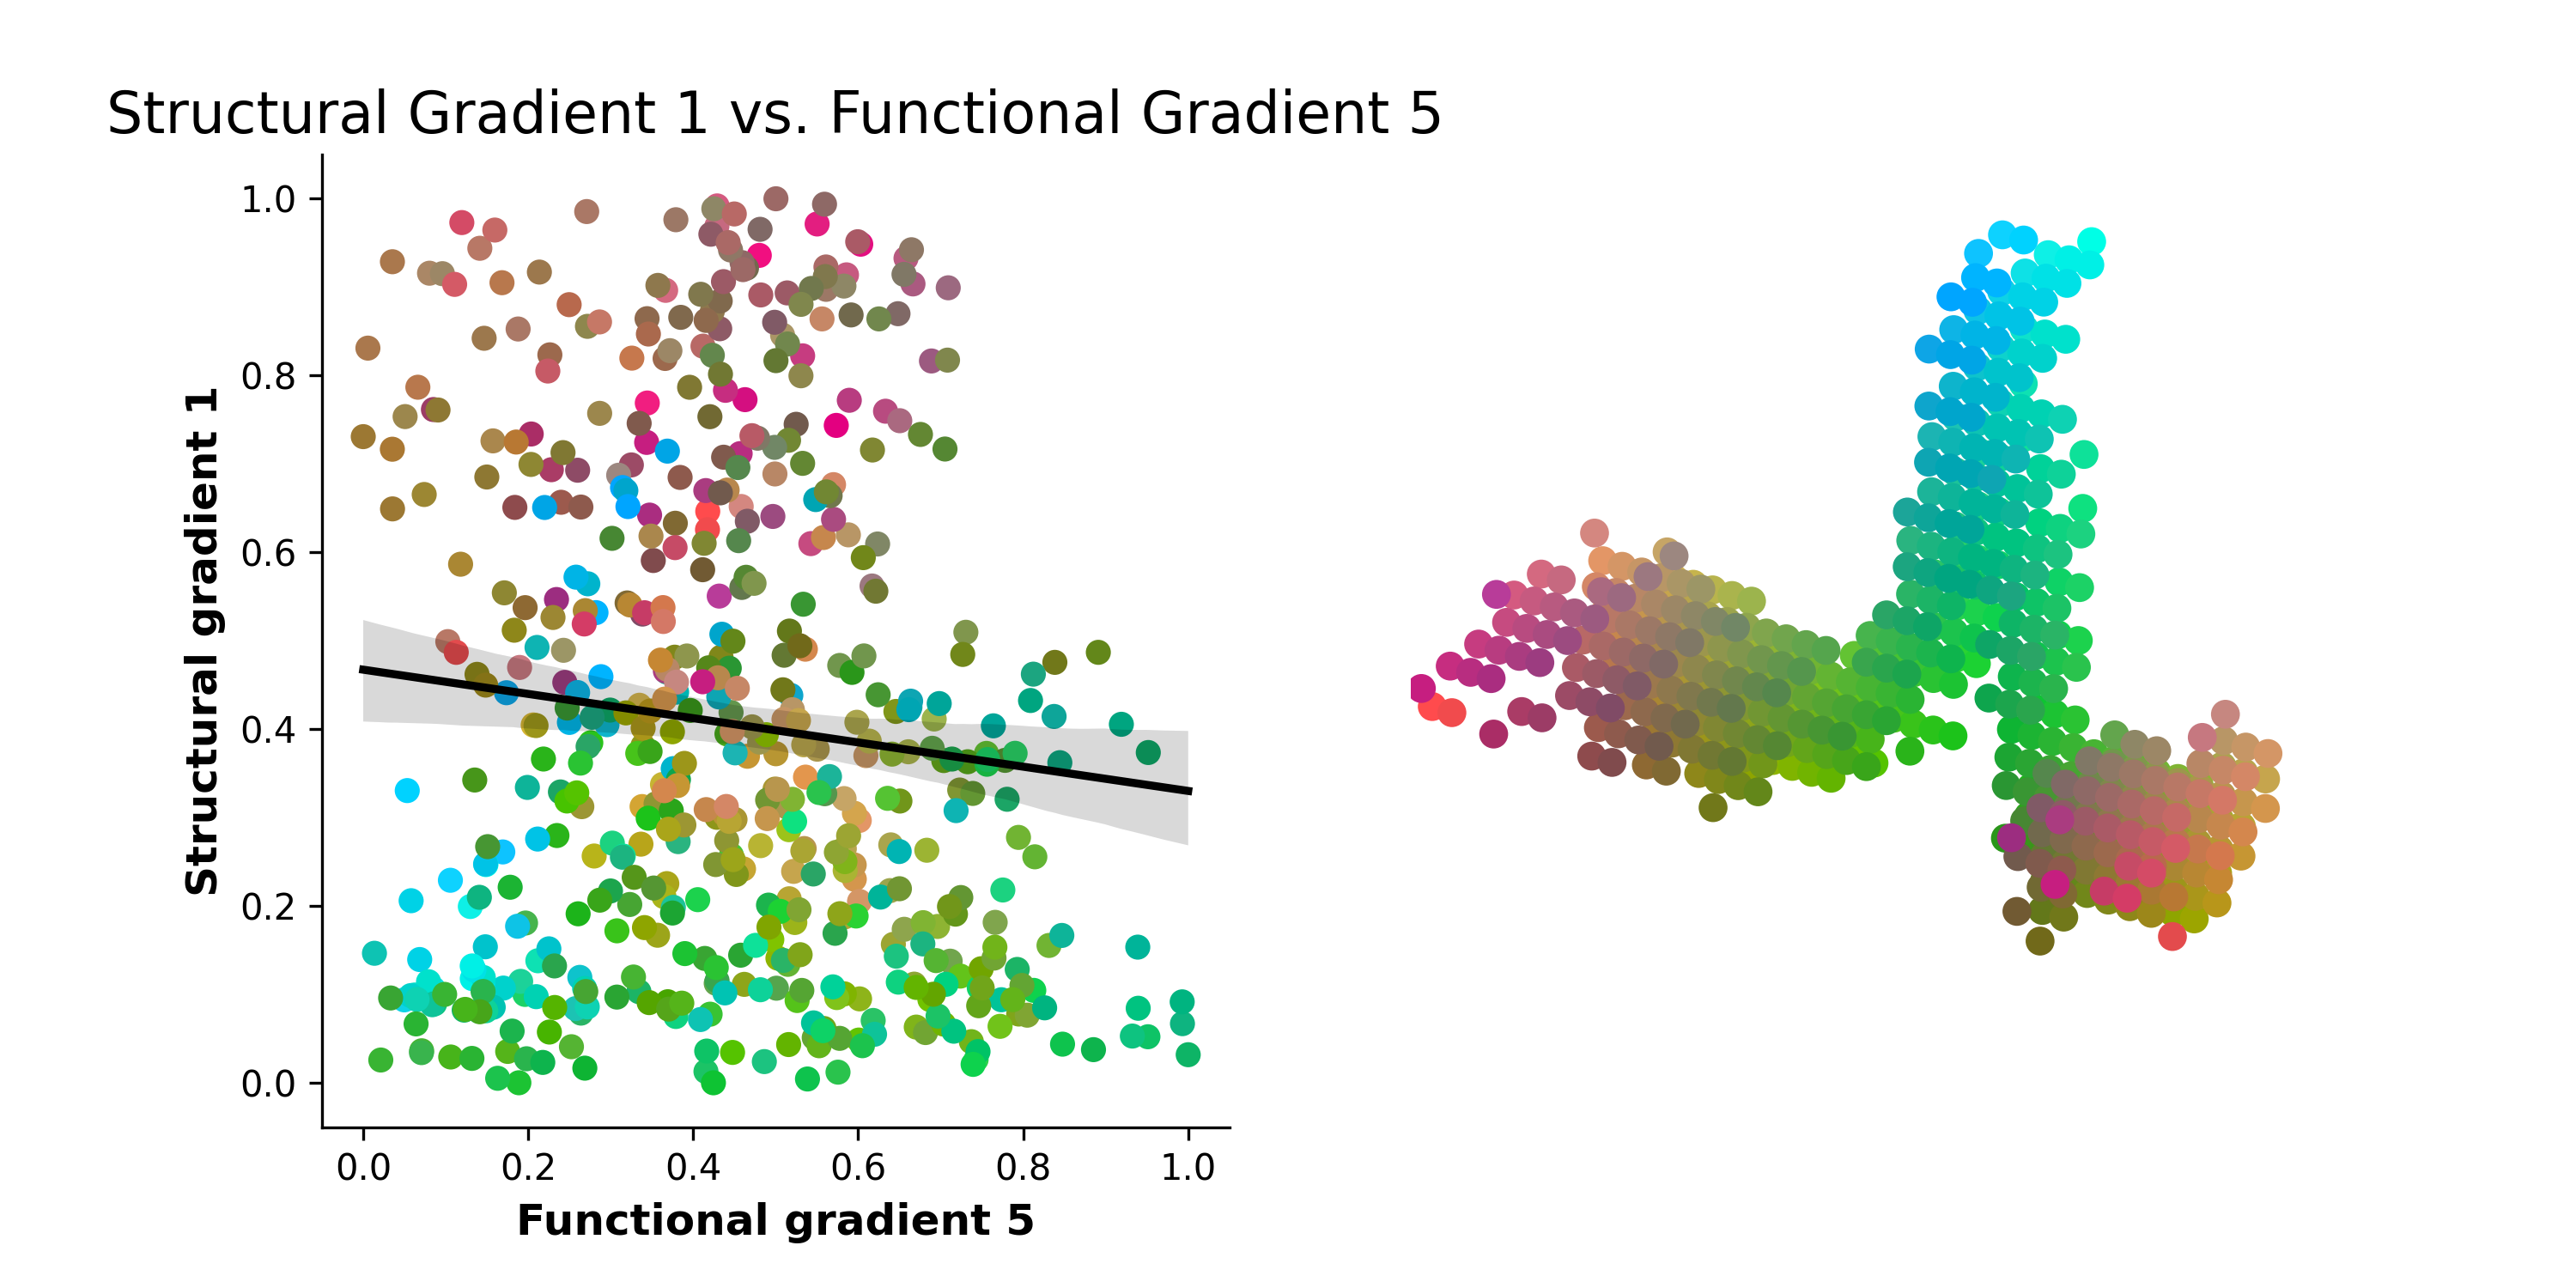 Structural Gradient 1 vs. Functional Gradient 5
1.0
0.8
0.6
0.4
0.2
0.0
Structural gradient 1
0.0 0.2 0.4 0.6 0.8 1.0
Functional gradient 5